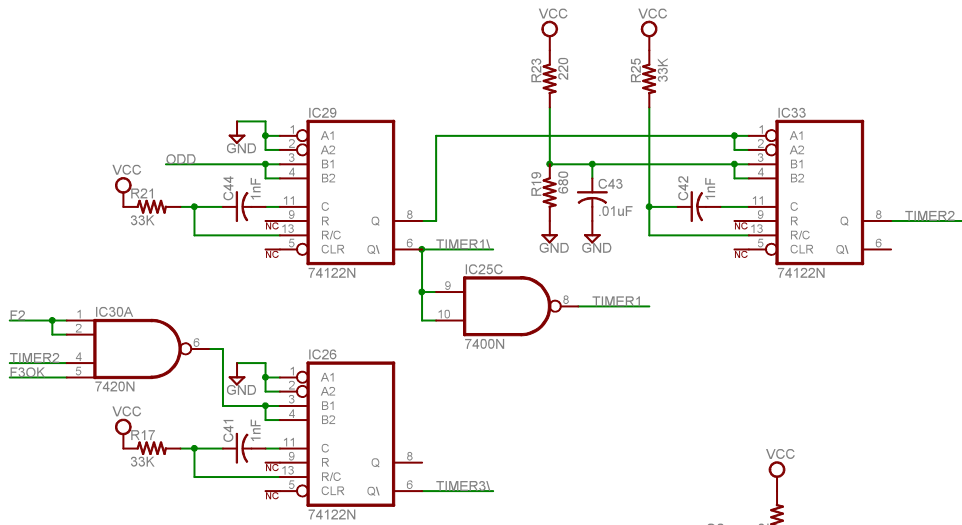 VCC
VCC
R23
220
R25
33K
IC29
IC33
1
A1
2
A2
3
B1
4
B2
11
C
9
R
13
R/C
5
CLR
Q
8
Q\
6
NC
NC
74122N
GND
ODD
VCC
R21
33K
C44
1nF
1
A1
2
A2
3
B1
4
B2
11
C
9
R
13
R/C
5
CLR
Q
8
Q\
6
NC
NC
74122N
R19
680
C43
.01uF
GND
GND
C42
1nF
TIMER2
TIMER1\
IC25C
9
10
8
TIMER1
7400N
F2
IC30A
1
2
4
5
6
TIMER2
F3OK
7420N
IC26
GND
1
A1
2
A2
3
B1
4
B2
11
C
9
R
13
R/C
5
CLR
Q
8
Q\
6
NC
NC
74122N
VCC
R17
33K
C41
1nF
TIMER3\
VCC